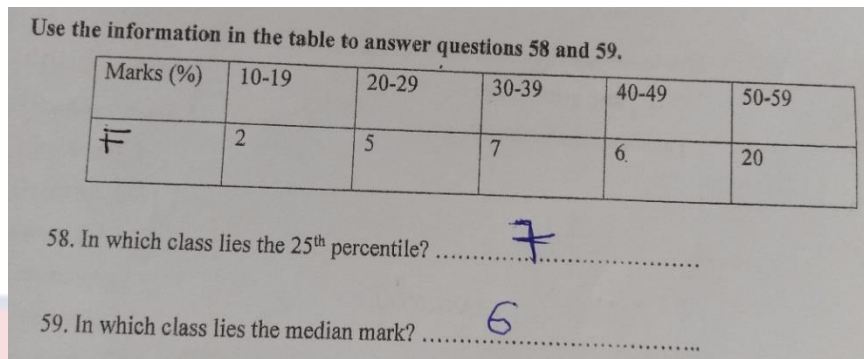 Use the information in the table to answer questions 58 and 59.
Marks (%) 10-19 20-29 30-39 40-49 50-59
F 2 5 7 6. 20
58. In which class lies the 25th percentile? .......... 7 ..........
59. In which class lies the median mark? .......... 6 ..........